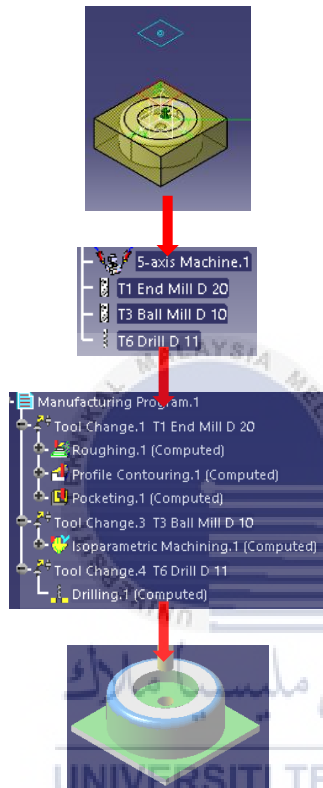 5-axis Machine.1
T1 End Mill D 20
T3 Ball Mill D 10
T6 Drill D 11
Manufacturing Program.1
Tool Change.1 T1 End Mill D 20
Roughing.1 (Computed)
Profile Contouring.1 (Computed)
Pocketing.1 (Computed)
Tool Change.3 T3 Ball Mill D 10
Isoparametric Machining.1 (Computed)
Tool Change.4 T6 Drill D 11
Drilling.1 (Computed)
UNIVERSITI TE